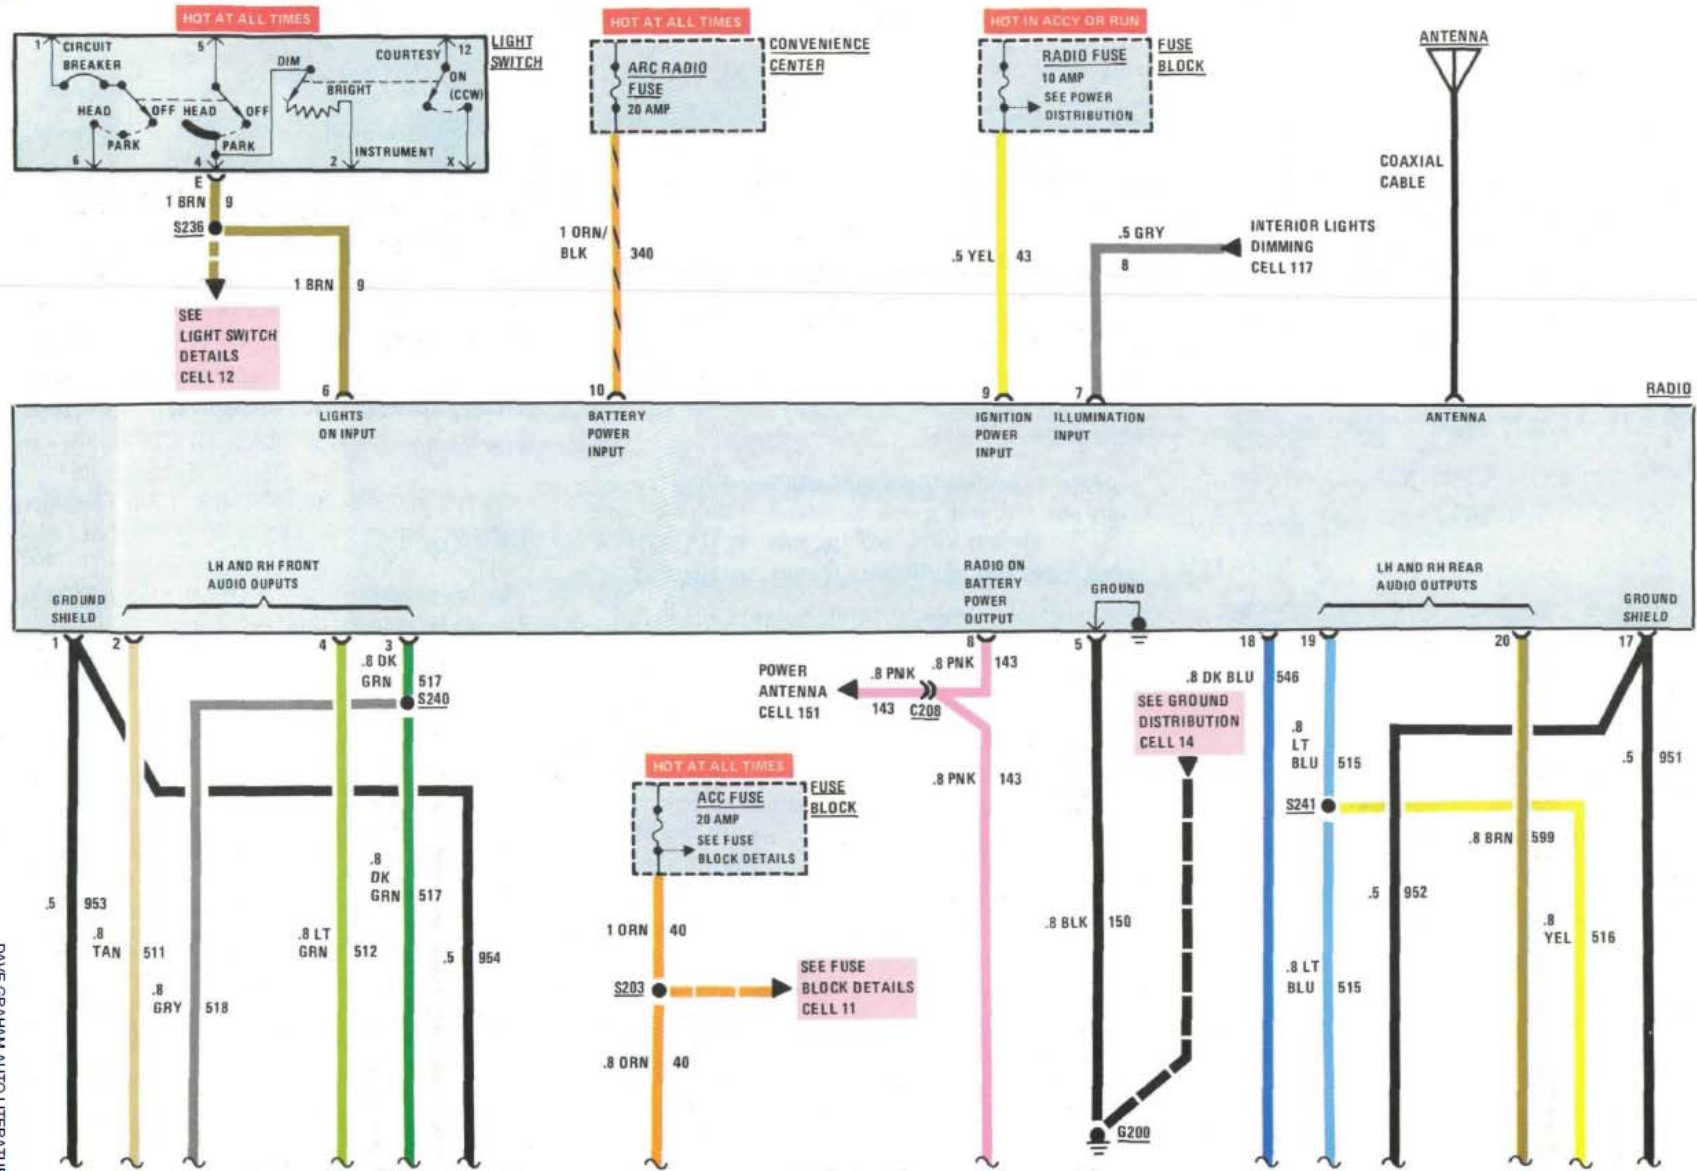 HOT AT ALL TIMES
HOT AT ALL TIMES
HOT IN ACCY OR RUN
1
CIRCUIT
BREAKER
5
DIM
COURTESY
12
ON
(CCW)
BRIGHT
HEAD
OFF
HEAD
OFF
PARK
PARK
INSTRUMENT
6
4
2
X
LIGHT
SWITCH
ARC RADIO
FUSE
20 AMP
CONVENIENCE
CENTER
RADIO FUSE
10 AMP
SEE POWER
DISTRIBUTION
FUSE
BLOCK
ANTENNA
COAXIAL
CABLE
E
1 BRN 9
S236
1 BRN 9
SEE
LIGHT SWITCH
DETAILS
CELL 12
1 ORN/
BLK 340
.5 YEL 43
.5 GRY
8
INTERIOR LIGHTS
DIMMING
CELL 117
6
10
9
7
RADIO
LIGHTS
ON INPUT
BATTERY
POWER
INPUT
IGNITION
POWER
INPUT
ILLUMINATION
INPUT
ANTENNA
GROUND
SHIELD
LH AND RH FRONT
AUDIO OUPUTS
RADIO ON
BATTERY
POWER
OUTPUT
GROUND
LH AND RH REAR
AUDIO OUTPUTS
GROUND
SHIELD
1
2
4
3
8
5
18
19
20
17
.8 DK
GRN 517
S240
POWER
ANTENNA
CELL 151
.8 PNK
143
C208
.8 PNK 143
.8 PNK 143
SEE GROUND
DISTRIBUTION
CELL 14
.8 DK BLU 546
.8
LT
BLU 515
S241
.5 951
HOT AT ALL TIMES
ACC FUSE
20 AMP
SEE FUSE
BLOCK DETAILS
FUSE
BLOCK
.8 BRN 599
.8
DK
GRN 517
.5 952
.5 953
.8
TAN 511
.8
GRY 518
.8 LT
GRN 512
.5 954
1 ORN 40
S203
SEE FUSE
BLOCK DETAILS
CELL 11
.8 ORN 40
.8 BLK 150
.8 LT
BLU 515
.8
YEL 516
G200